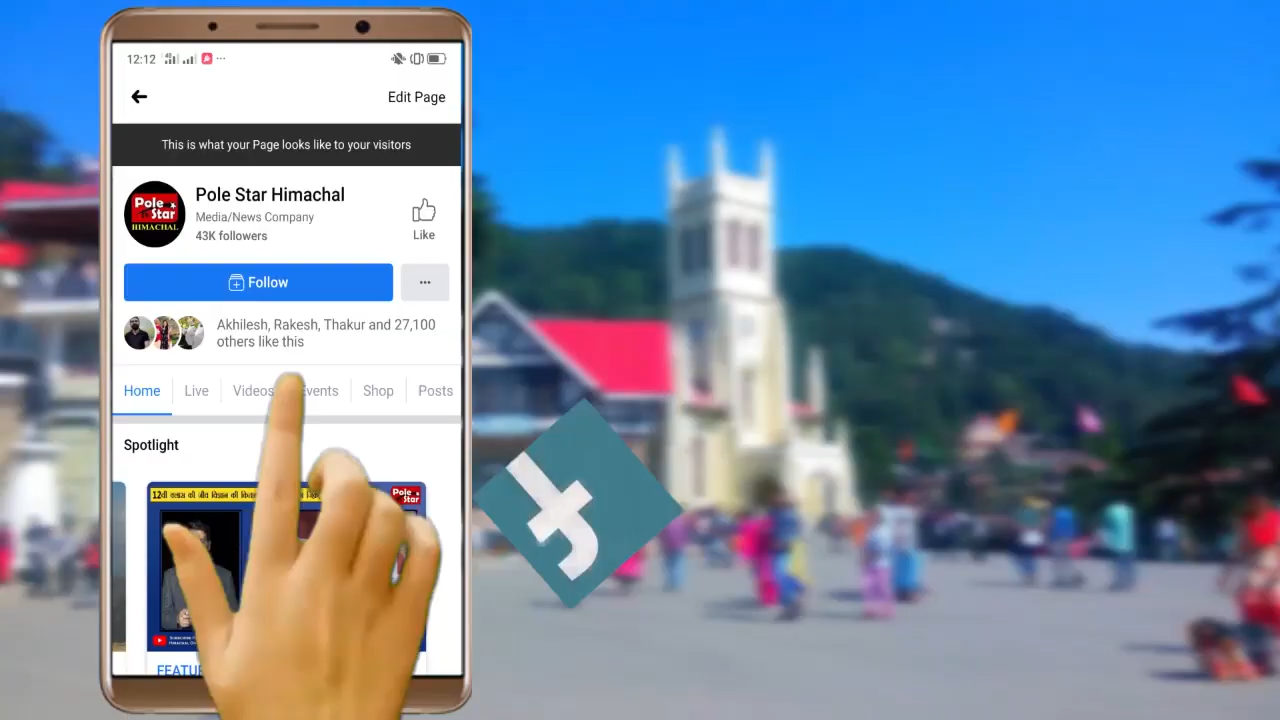 12:12
Edit Page
This is what your Page looks like to your visitors
Pole Star Himachal
Media/News Company
43K followers
Like
Pole
Star
HIMACHAL
Follow
Akhilesh, Rakesh, Thakur and 27,100
others like this
Home
Live
Videos
Events
Shop
Posts
Spotlight
12वीं क्लास की जीव विज्ञान की
Pole
Star
FEATU
f